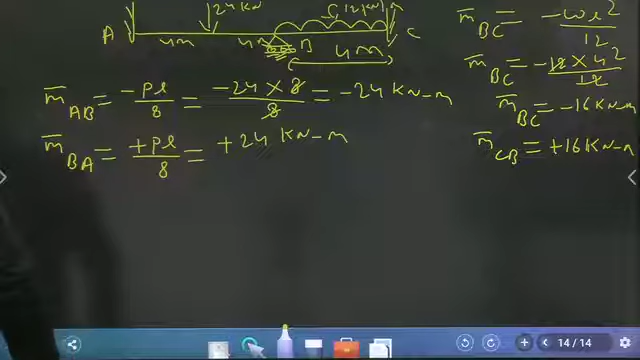 24 KN
12 KN
A 4m 4m B C
4m
m̅BC = -ωl²/12
m̅BC = -12 × 4²/12
m̅BC = -16 KN-m
m̅CB = +16 KN-m
m̅AB = -Pl/8 = -24 × 8/8 = -24 KN-m
m̅BA = +Pl/8 = +24 KN-m
14 / 14